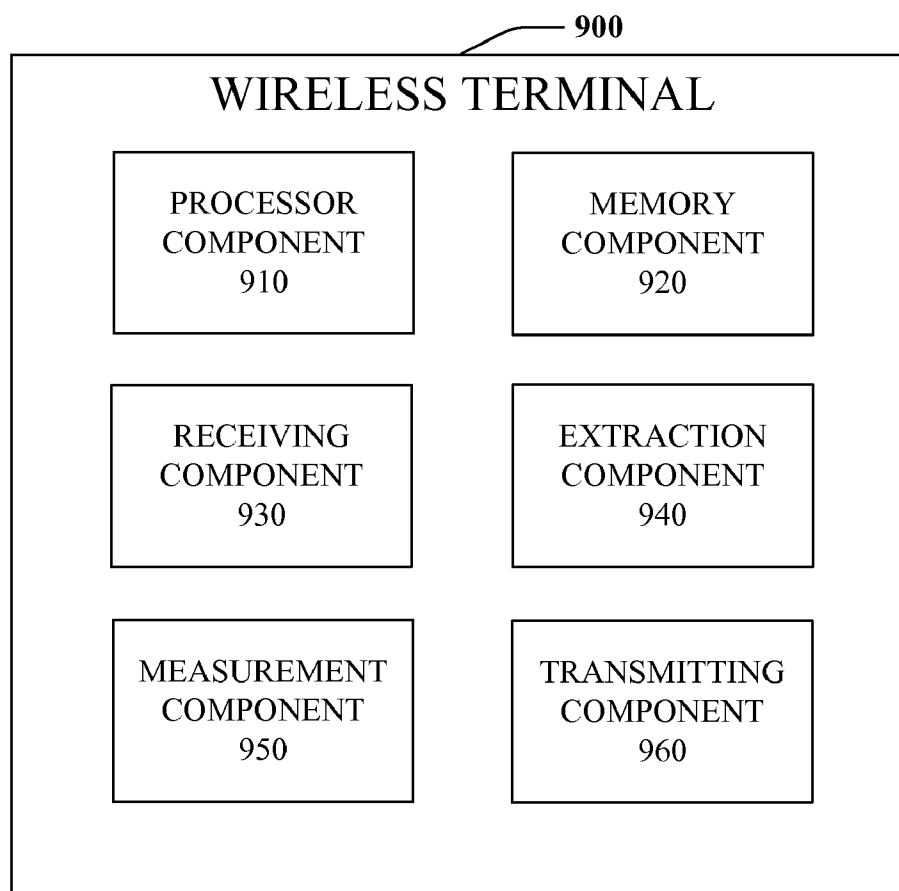 900
WIRELESS TERMINAL
PROCESSOR
COMPONENT
910
MEMORY
COMPONENT
920
RECEIVING
COMPONENT
930
EXTRACTION
COMPONENT
940
MEASUREMENT
COMPONENT
950
TRANSMITTING
COMPONENT
960